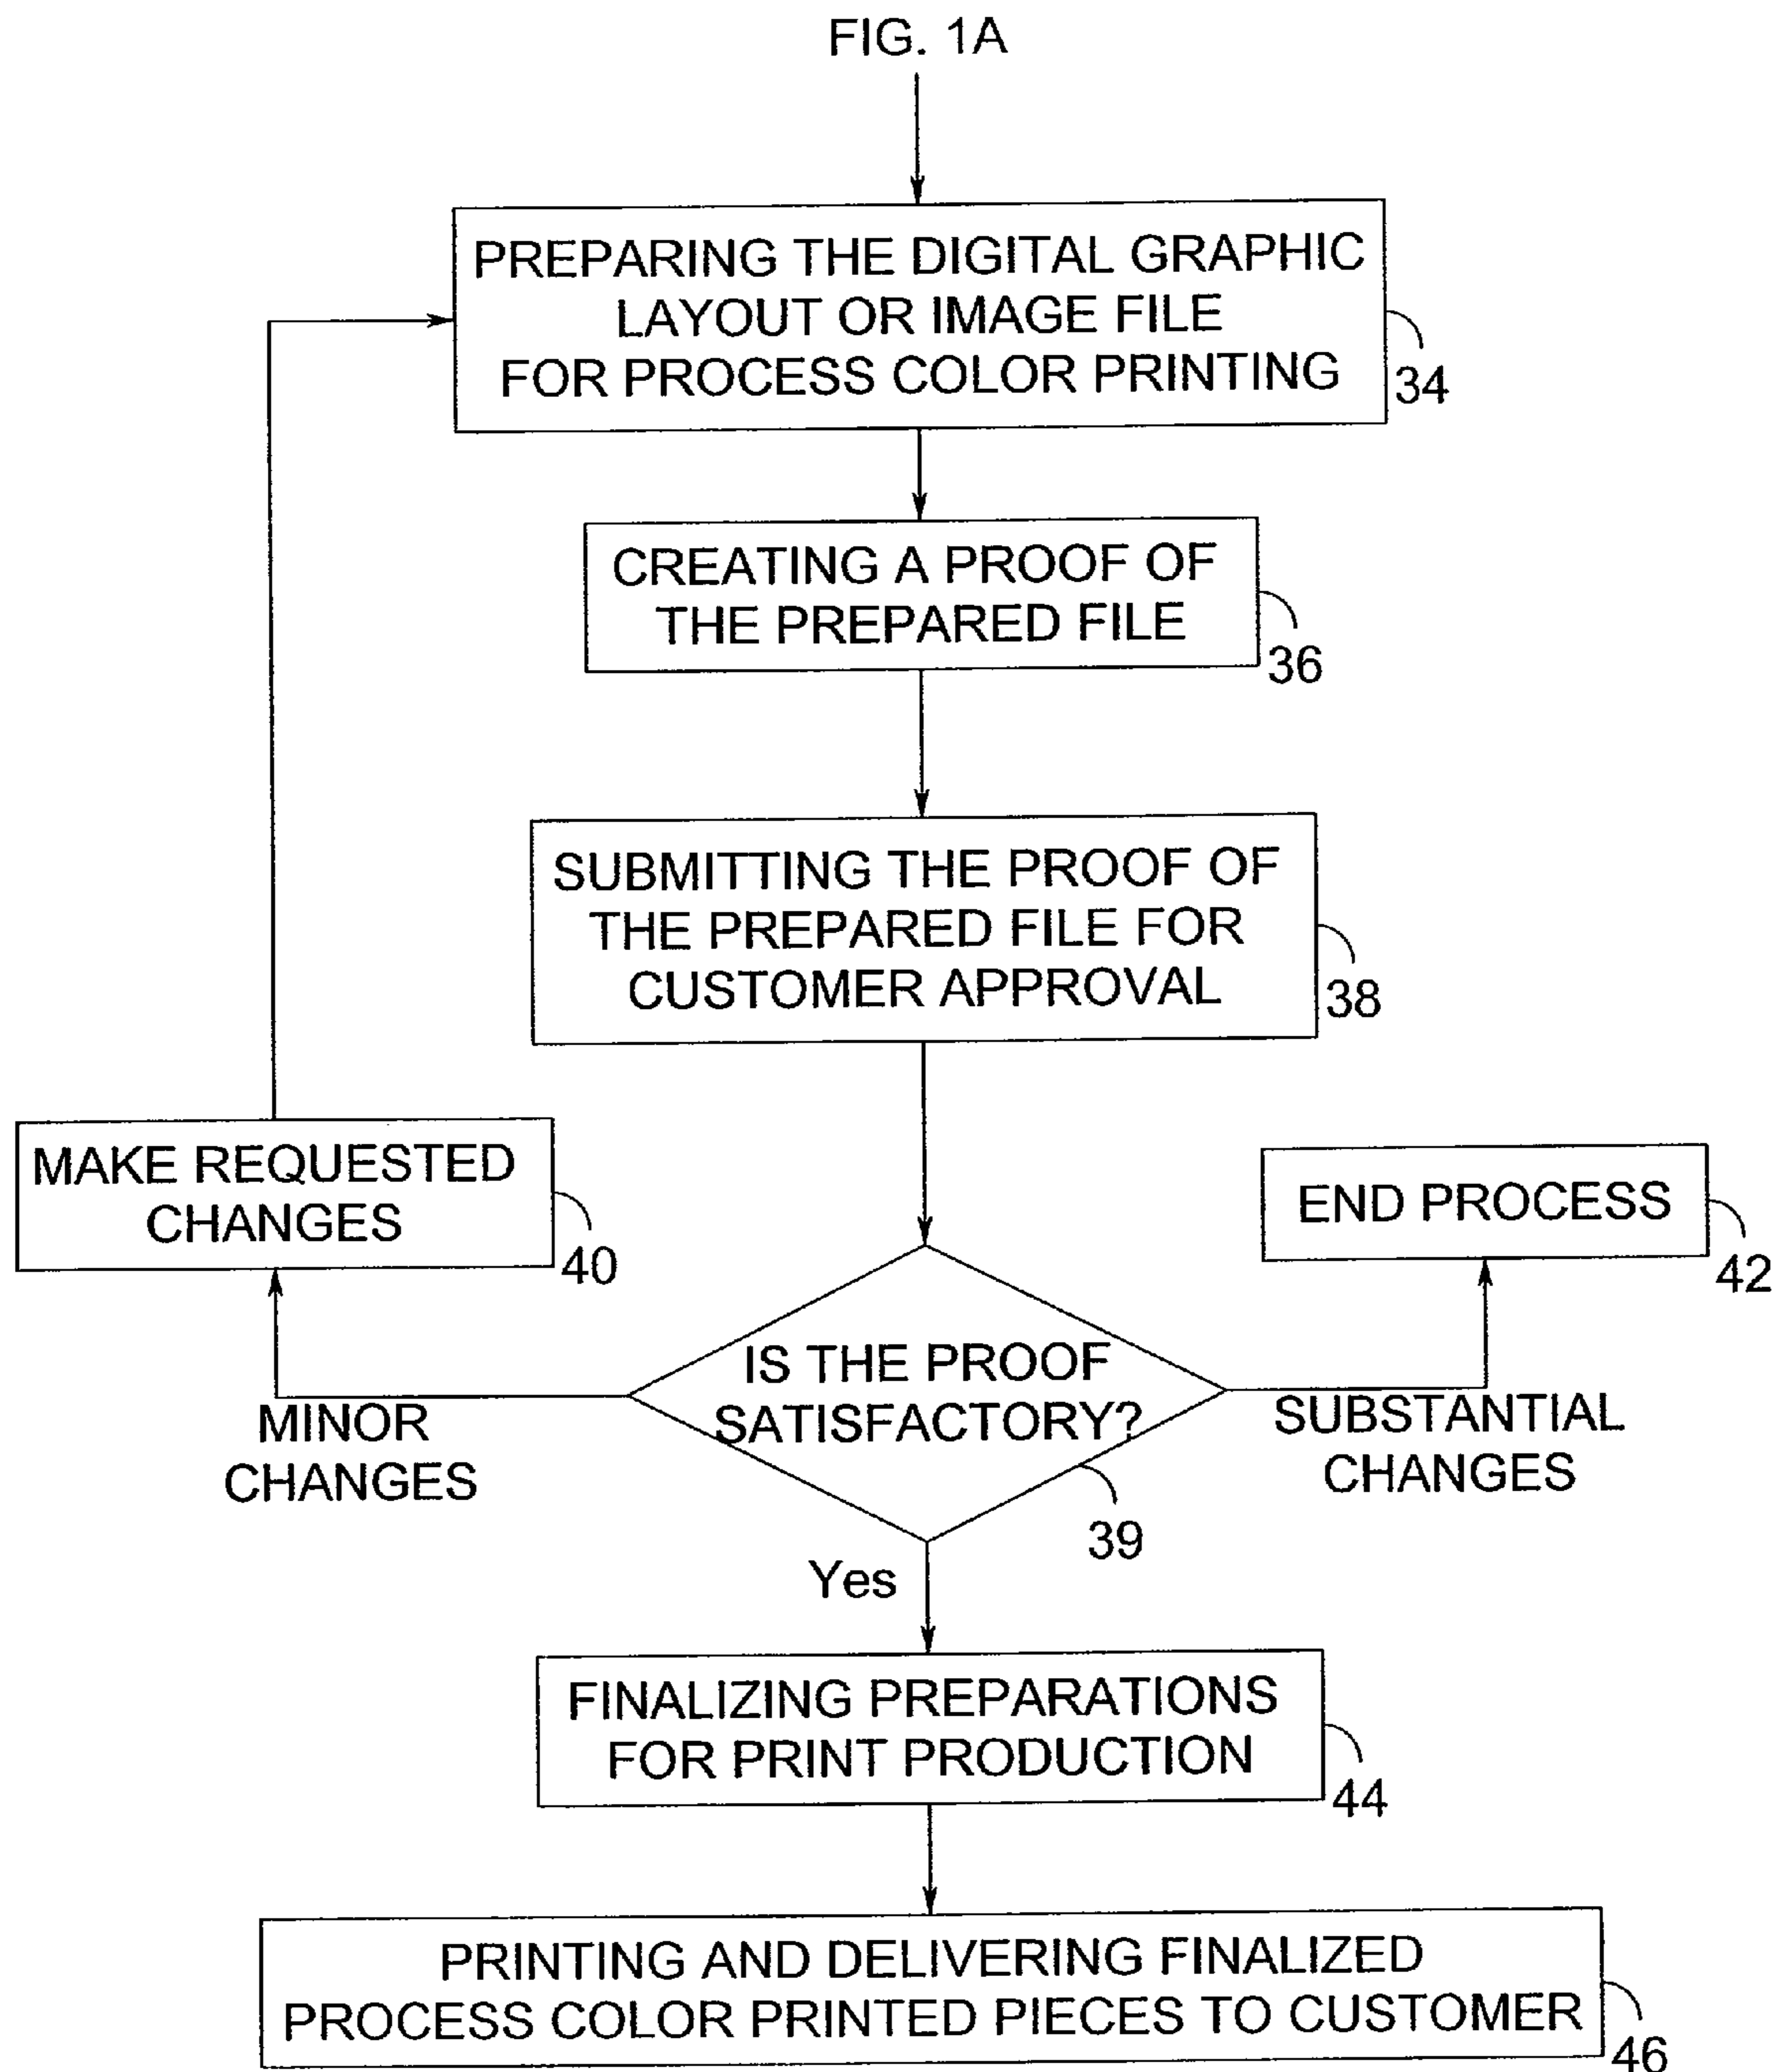 FIG. 1A
PREPARING THE DIGITAL GRAPHIC
LAYOUT OR IMAGE FILE
FOR PROCESS COLOR PRINTING
34
CREATING A PROOF OF
THE PREPARED FILE
36
SUBMITTING THE PROOF OF
THE PREPARED FILE FOR
CUSTOMER APPROVAL
38
MAKE REQUESTED
CHANGES
40
END PROCESS
42
IS THE PROOF
SATISFACTORY?
39
MINOR
CHANGES
SUBSTANTIAL
CHANGES
Yes
FINALIZING PREPARATIONS
FOR PRINT PRODUCTION
44
PRINTING AND DELIVERING FINALIZED
PROCESS COLOR PRINTED PIECES TO CUSTOMER
46